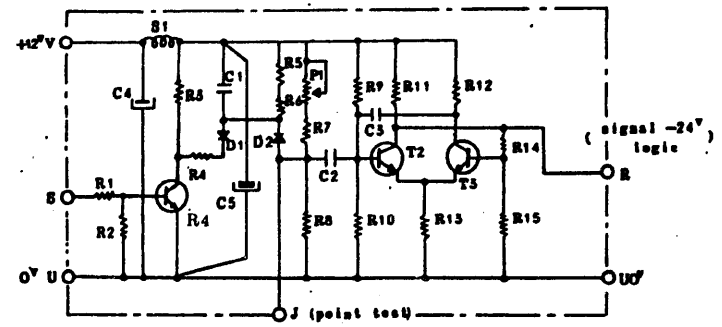 S1
+12ᵛ V
C4
R3
C1
R5
P1
R6
R9
R11
R12
C3
D1
D2
R7
R4
T2
T3
R14
( signal -24ᵛ )
logic
R
S
R1
R2
R4
C5
C2
R8
R10
R13
R15
0ᵛ U
U0ᵛ
J (point test)